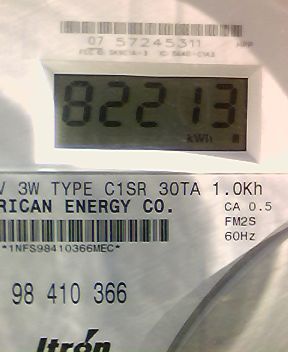 07 57245311
82213
kWh
V 3W TYPE C1SR 30TA 1.0Kh
RICAN ENERGY CO.
CA 0.5
FM2S
60Hz
*1NFS98410366MEC*
98 410 366
Itrón